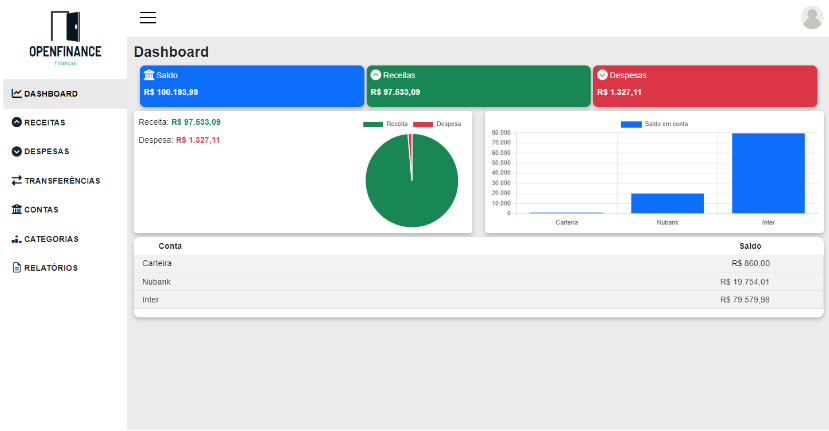 OPENFINANCE
Finanças
DASHBOARD
RECEITAS
DESPESAS
TRANSFERÊNCIAS
CONTAS
CATEGORIAS
RELATÓRIOS
Dashboard
Saldo
R$ 100.193,99
Receitas
R$ 97.533,09
Despesas
R$ 1.327,11
Receita: R$ 97.533,09
Despesa: R$ 1.327,11
Receita Despesa
Saldo em conta
80.000
70.000
60.000
50.000
40.000
30.000
20.000
10.000
0
Carteira Nubank Inter
Conta Saldo
Carteira R$ 860,00
Nubank R$ 19.754,01
Inter R$ 79.579,98